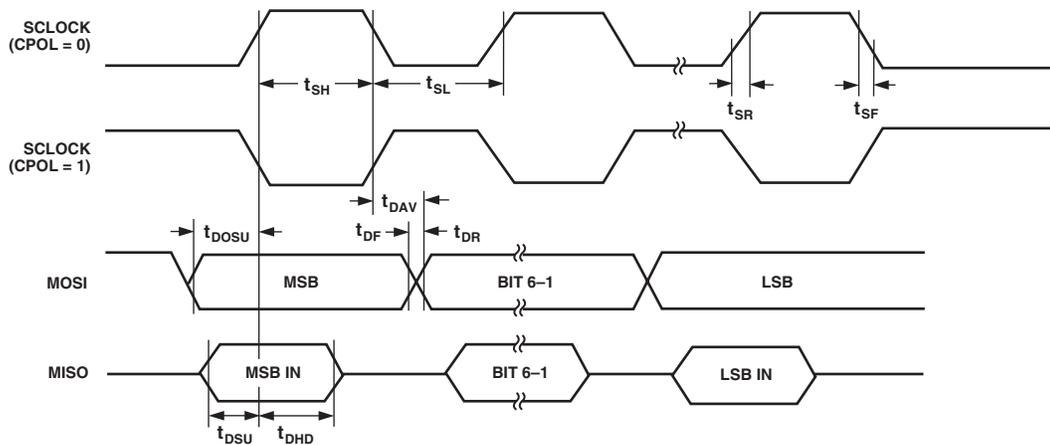 SCLOCK
(CPOL = 0)
tSH
tSL
tSR
tSF
SCLOCK
(CPOL = 1)
tDAV
tDOSU
tDF
tDR
MOSI
MSB
BIT 6–1
LSB
MISO
MSB IN
BIT 6–1
LSB IN
tDSU
tDHD